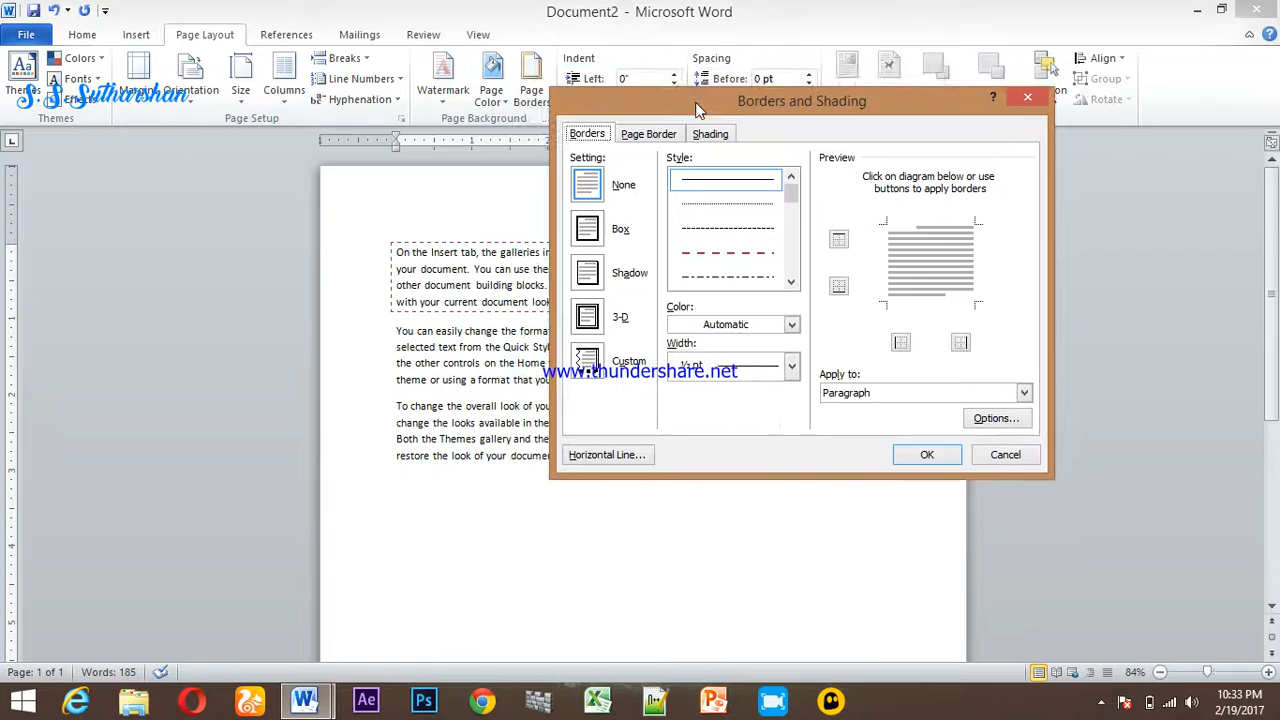 Document2 - Microsoft Word
File Home Insert Page Layout References Mailings Review View
Colors
Fonts
Effects
Themes
Margins Orientation Size Columns
Breaks
Line Numbers
Hyphenation
Watermark Page Color Page Borders
Indent
Left: 0"
Spacing
Before: 0 pt
Align
Group
Rotate
Themes Page Setup Page Background
S. S Sutharshan
Borders and Shading
Borders Page Border Shading
Setting:
None
Box
Shadow
3-D
Custom
Style:
Color:
Automatic
Width:
½ pt
Preview
Click on diagram below or use
buttons to apply borders
Apply to:
Paragraph
Options...
Horizontal Line... OK Cancel
www.thundershare.net
On the Insert tab, the galleries in
your document. You can use the
other document building blocks.
with your current document look
You can easily change the format
selected text from the Quick Sty
the other controls on the Home
theme or using a format that you
To change the overall look of you
change the looks available in the
Both the Themes gallery and the
restore the look of your documen
Page: 1 of 1 Words: 185 84%
10:33 PM
2/19/2017